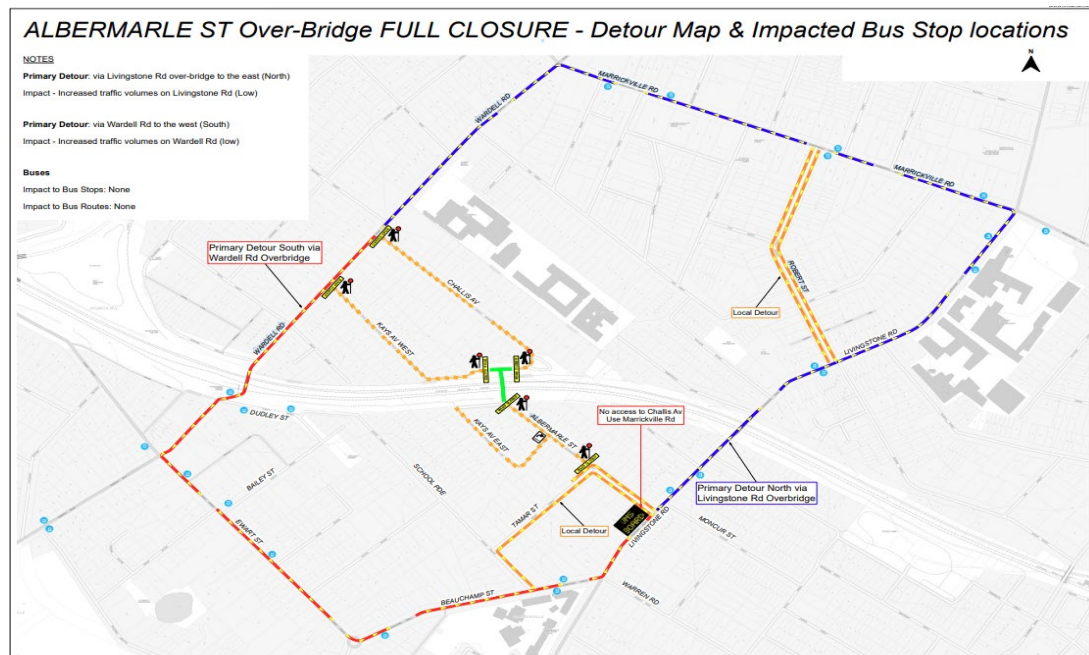 ALBERMARLE ST Over-Bridge FULL CLOSURE - Detour Map & Impacted Bus Stop locations
NOTES
Primary Detour: via Livingstone Rd over-bridge to the east (North)
Impact - Increased traffic volumes on Livingstone Rd (Low)
Primary Detour: via Wardell Rd to the west (South)
Impact - Increased traffic volumes on Wardell Rd (low)
Buses
Impact to Bus Stops: None
Impact to Bus Routes: None
N
MARRICKVILLE RD
WARDELL RD
MARRICKVILLE RD
Primary Detour South via
Wardell Rd Overbridge
CHALLIS AV
ROBERT ST
Local Detour
KAYS AV WEST
WARDELL RD
LIVINGSTONE RD
DUDLEY ST
No access to Challis Av
Use Marrickville Rd
ALBERMARLE ST
KAYS AV EAST
BAILEY ST
SCHOOL PDE
Primary Detour North via
Livingstone Rd Overbridge
EWART ST
TAMAR ST
Local Detour
BOARD
LIVINGSTONE RD
MONCUR ST
WARREN RD
BEAUCHAMP ST